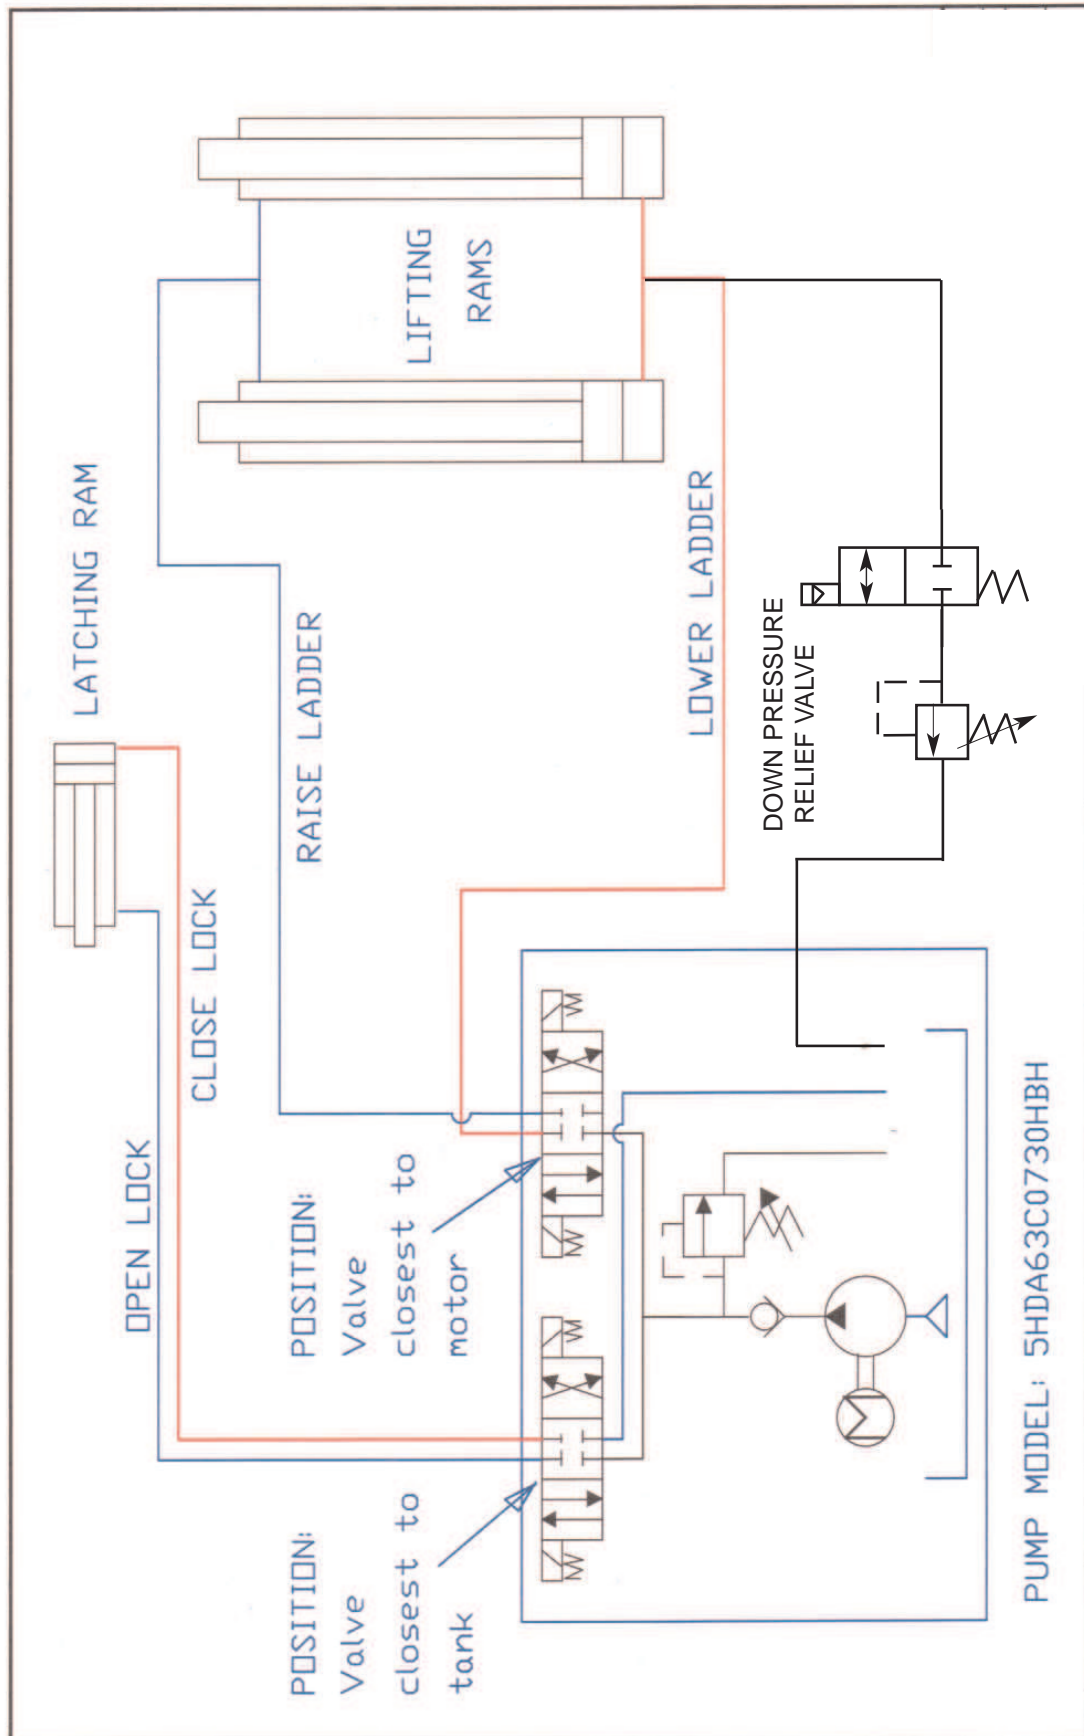 LATCHING RAM
OPEN LOCK
CLOSE LOCK
RAISE LADDER
LIFTING
RAMS
LOWER LADDER
POSITION:
Valve
closest to
tank
POSITION:
Valve
closest to
motor
DOWN PRESSURE
RELIEF VALVE
M
PUMP MODEL: 5HDA63C0730HBH